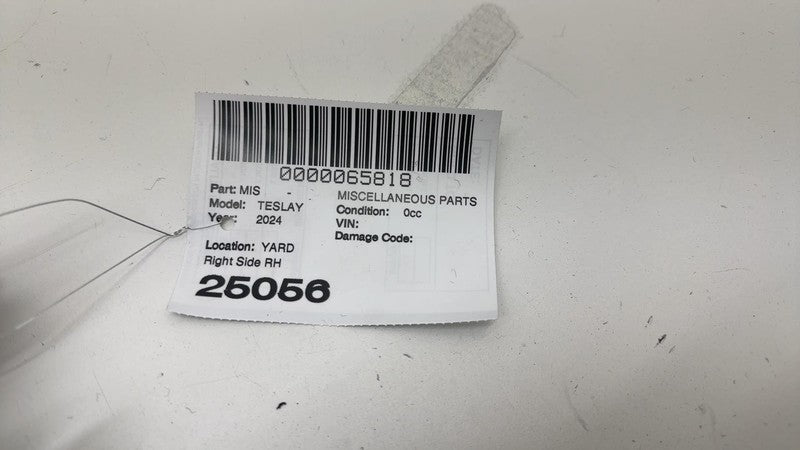 0000065818
Part: MIS - MISCELLANEOUS PARTS
Model: TESLAY Condition: 0cc
Year: 2024 VIN:
Damage Code:
Location: YARD
Right Side RH
25056